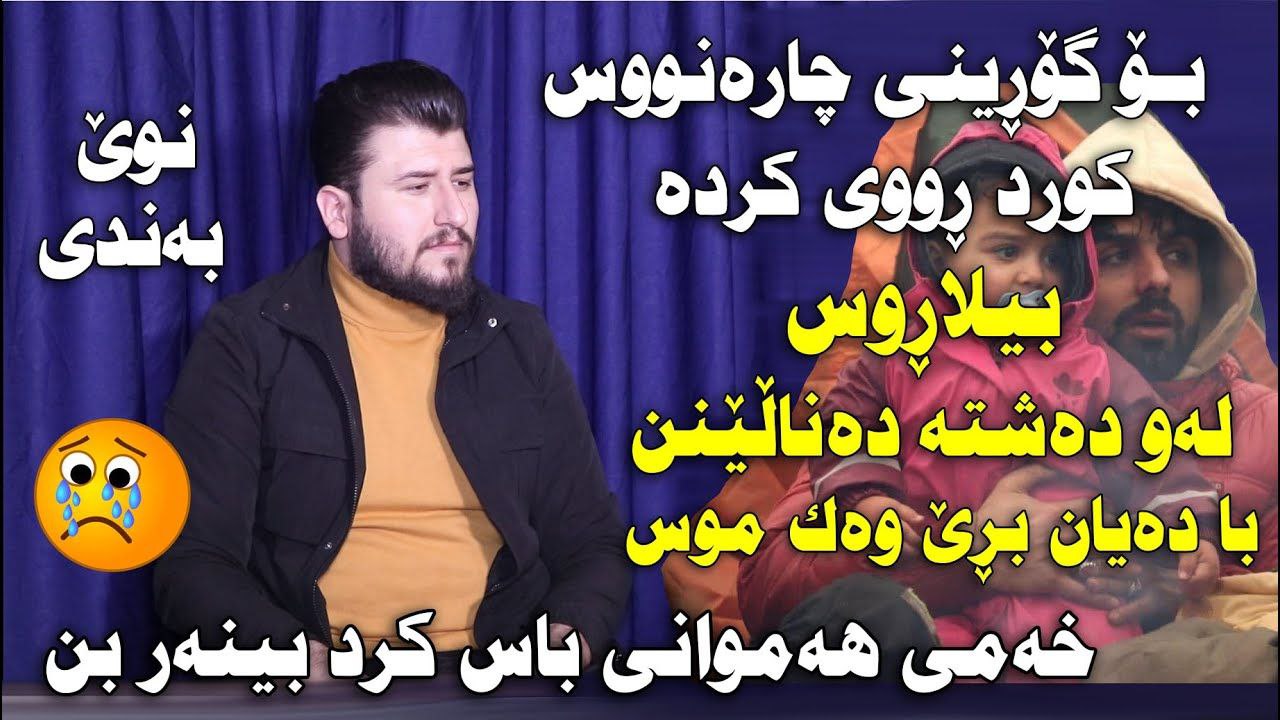 بۆ گۆڕینی چارەنووس
کورد ڕووی کردە
بیلاڕوس
لەو دەشتە دەناڵێنن
با دەیان بڕێ وەك موس
نوێ
بەندی
خەمی هەموانی باس کرد بینەر بن